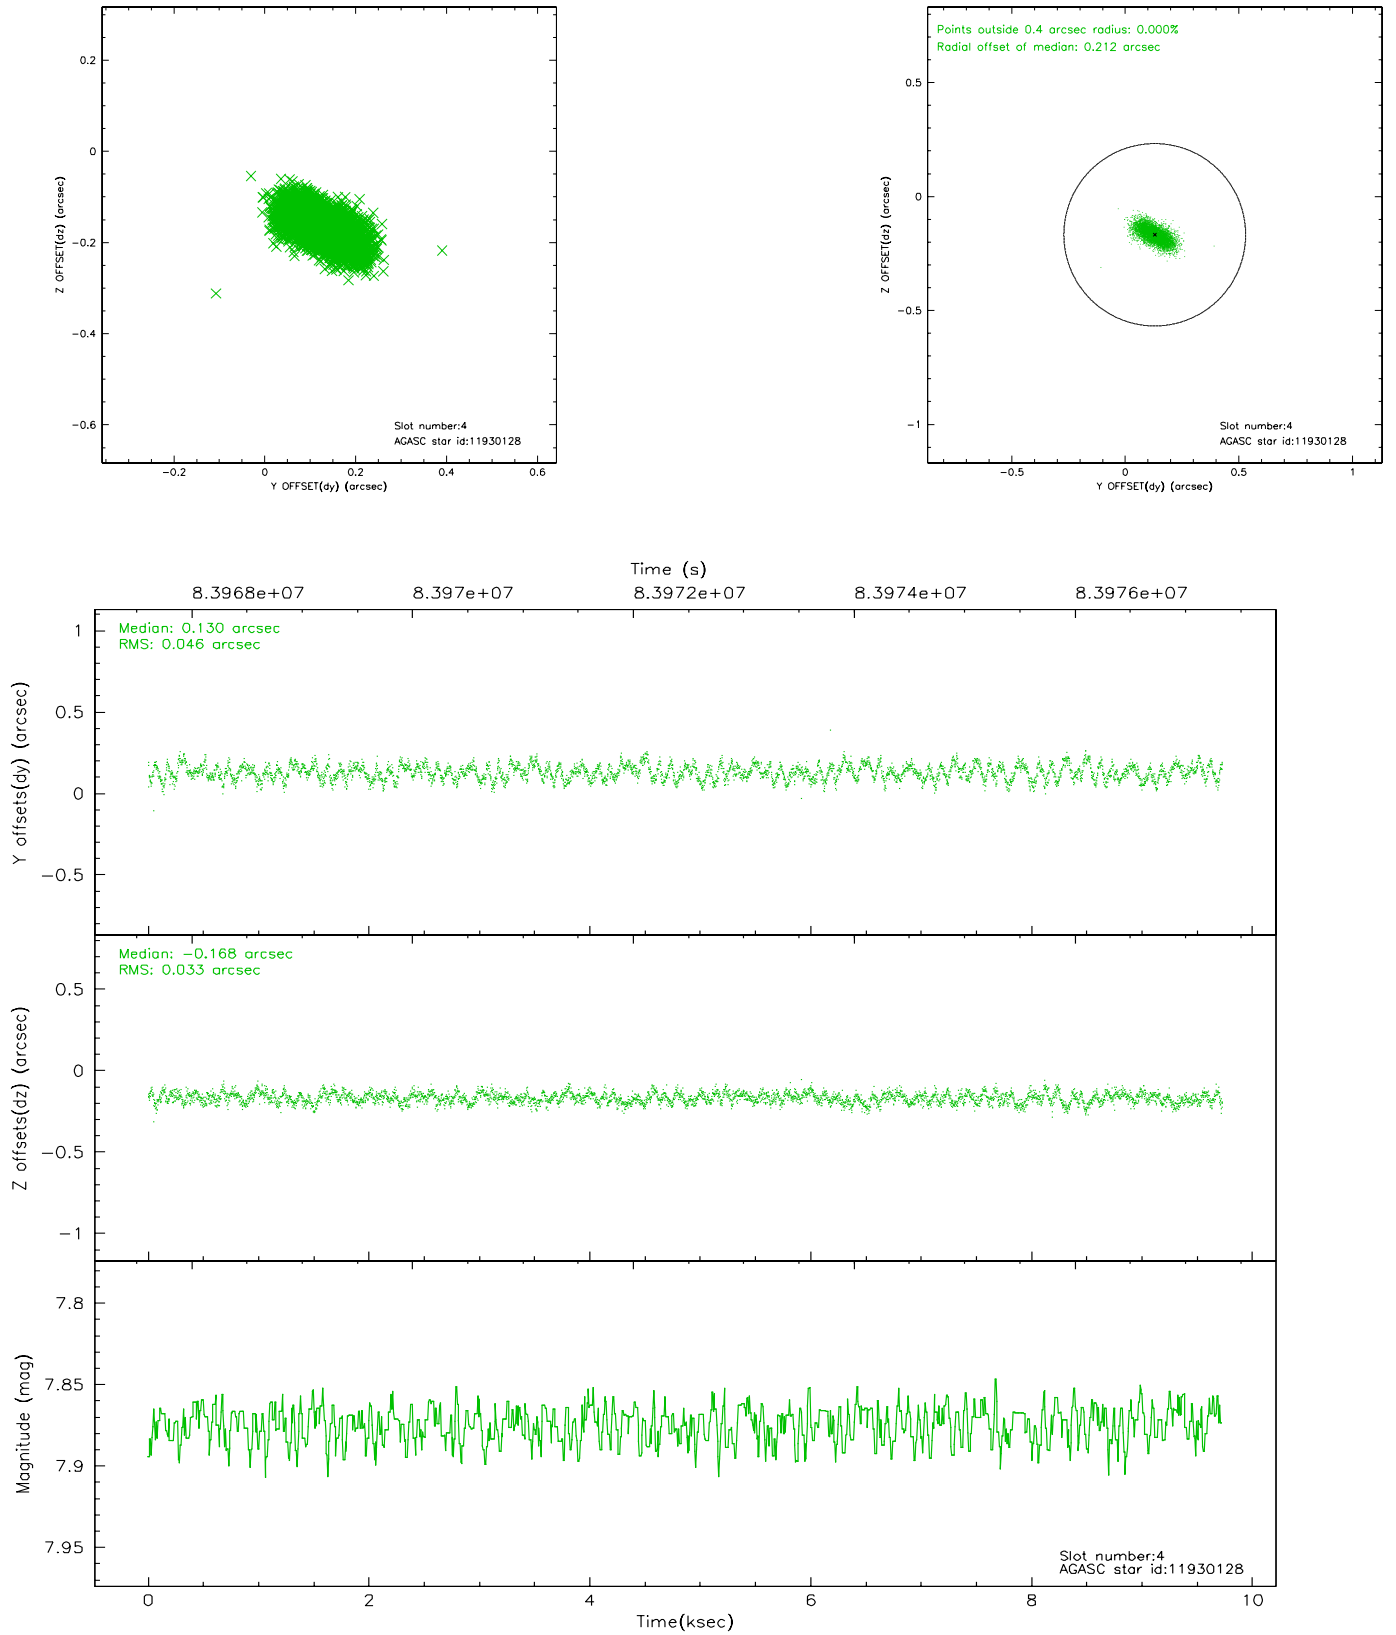 0.2
0
−0.2
−0.4
−0.6
Z OFFSET(dz) (arcsec)
Slot number:4
AGASC star id:11930128
−0.2 0 0.2 0.4 0.6
Y OFFSET(dy) (arcsec)
Points outside 0.4 arcsec radius: 0.000%
Radial offset of median: 0.212 arcsec
0.5
0
−0.5
−1
Z OFFSET(dz) (arcsec)
Slot number:4
AGASC star id:11930128
−0.5 0 0.5 1
Y OFFSET(dy) (arcsec)
Time (s)
8.3968e+07 8.397e+07 8.3972e+07 8.3974e+07 8.3976e+07
Median: 0.130 arcsec
RMS: 0.046 arcsec
1
0.5
0
−0.5
Y offsets(dy) (arcsec)
Median: −0.168 arcsec
RMS: 0.033 arcsec
0.5
0
−0.5
−1
Z offsets(dz) (arcsec)
7.8
7.85
7.9
7.95
Magnitude (mag)
Slot number:4
AGASC star id:11930128
0 2 4 6 8 10
Time(ksec)